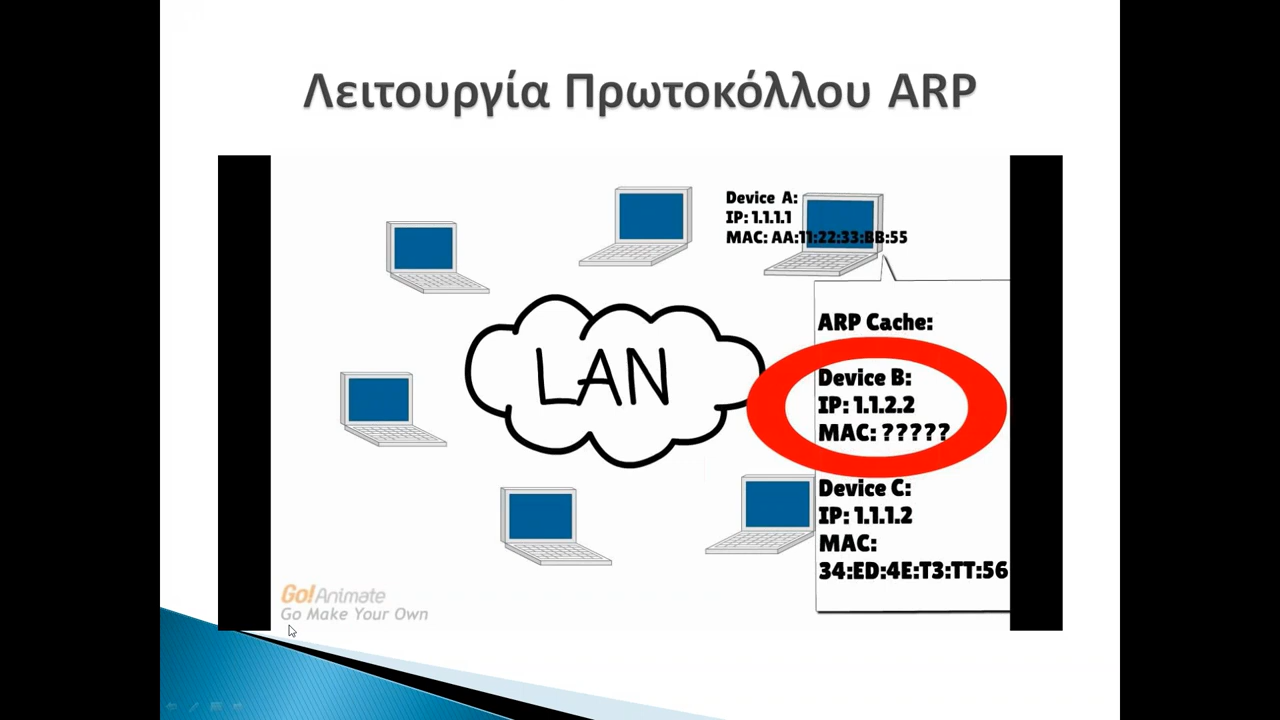 Λειτουργία Πρωτοκόλλου ARP
Device A:
IP: 1.1.1.1
MAC: AA:11:22:33:BB:55
LAN
ARP Cache:
Device B:
IP: 1.1.2.2
MAC: ?????
Device C:
IP: 1.1.1.2
MAC:
34:ED:4E:T3:TT:56
Go!Animate
Go Make Your Own